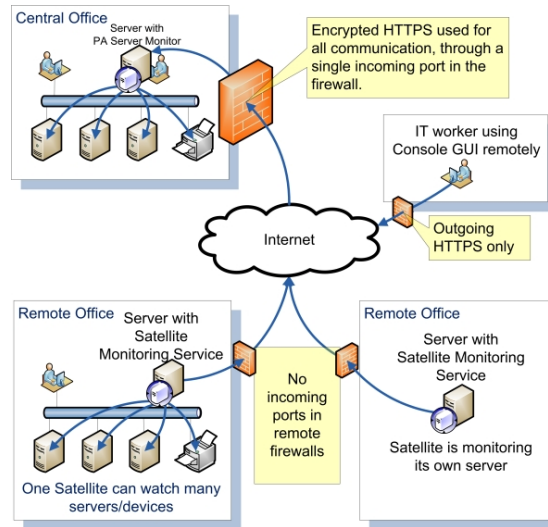 Central Office
Server with
PA Server Monitor
Encrypted HTTPS used for
all communication, through a
single incoming port in the
firewall.
IT worker using
Console GUI remotely
Outgoing
HTTPS only
Internet
Remote Office
Server with
Satellite
Monitoring Service
One Satellite can watch many
servers/devices
No
incoming
ports in
remote
firewalls
Remote Office
Server with
Satellite Monitoring
Service
Satellite is monitoring
its own server